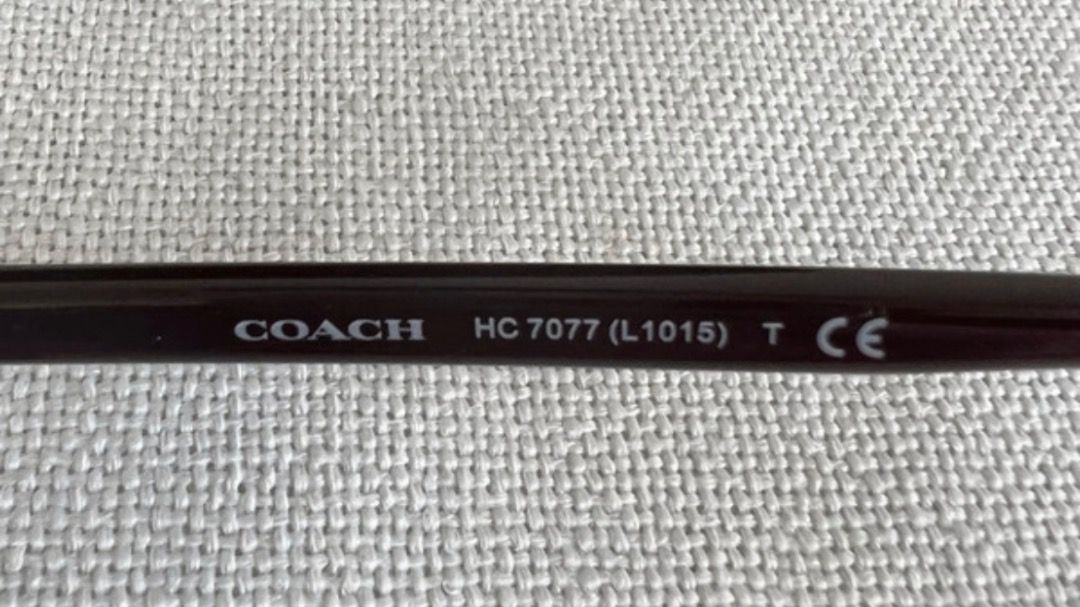 COACH HC 7077 (L1015) T CE